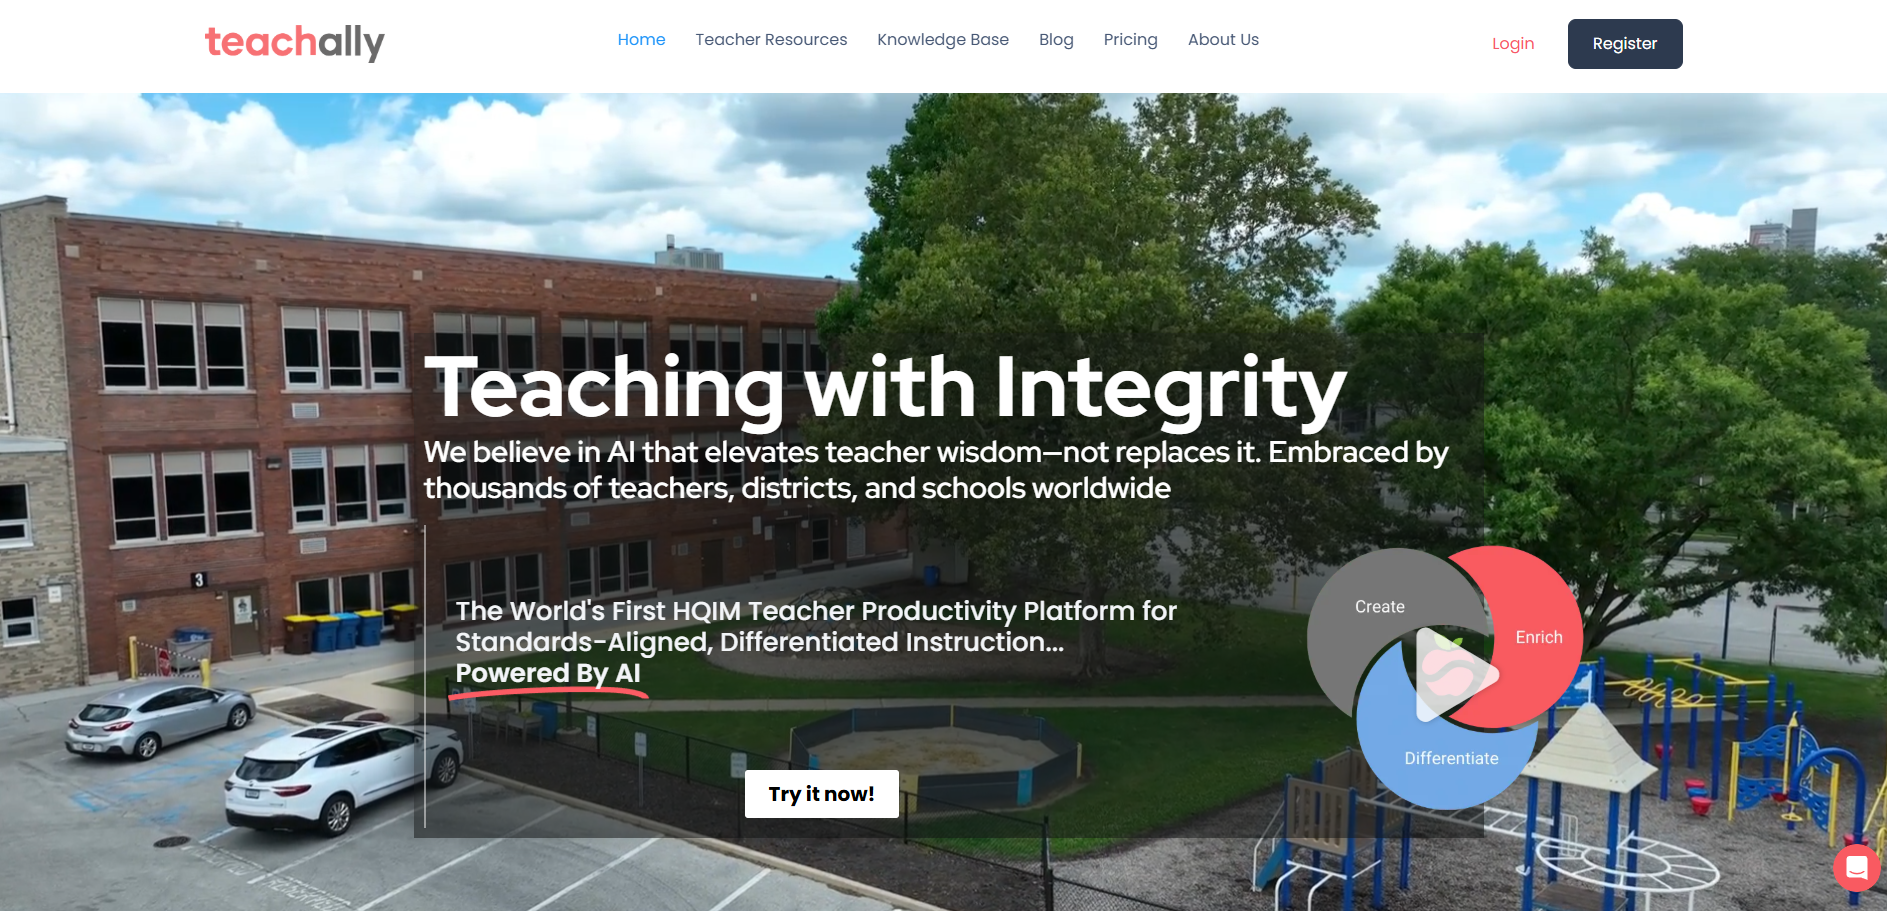 teachally
Home
Teacher Resources
Knowledge Base
Blog
Pricing
About Us
Login
Register
Teaching with Integrity
We believe in AI that elevates teacher wisdom—not replaces it. Embraced by
thousands of teachers, districts, and schools worldwide
3
The World's First HQIM Teacher Productivity Platform for
Standards-Aligned, Differentiated Instruction...
Powered By AI
Create
Enrich
Differentiate
Try it now!